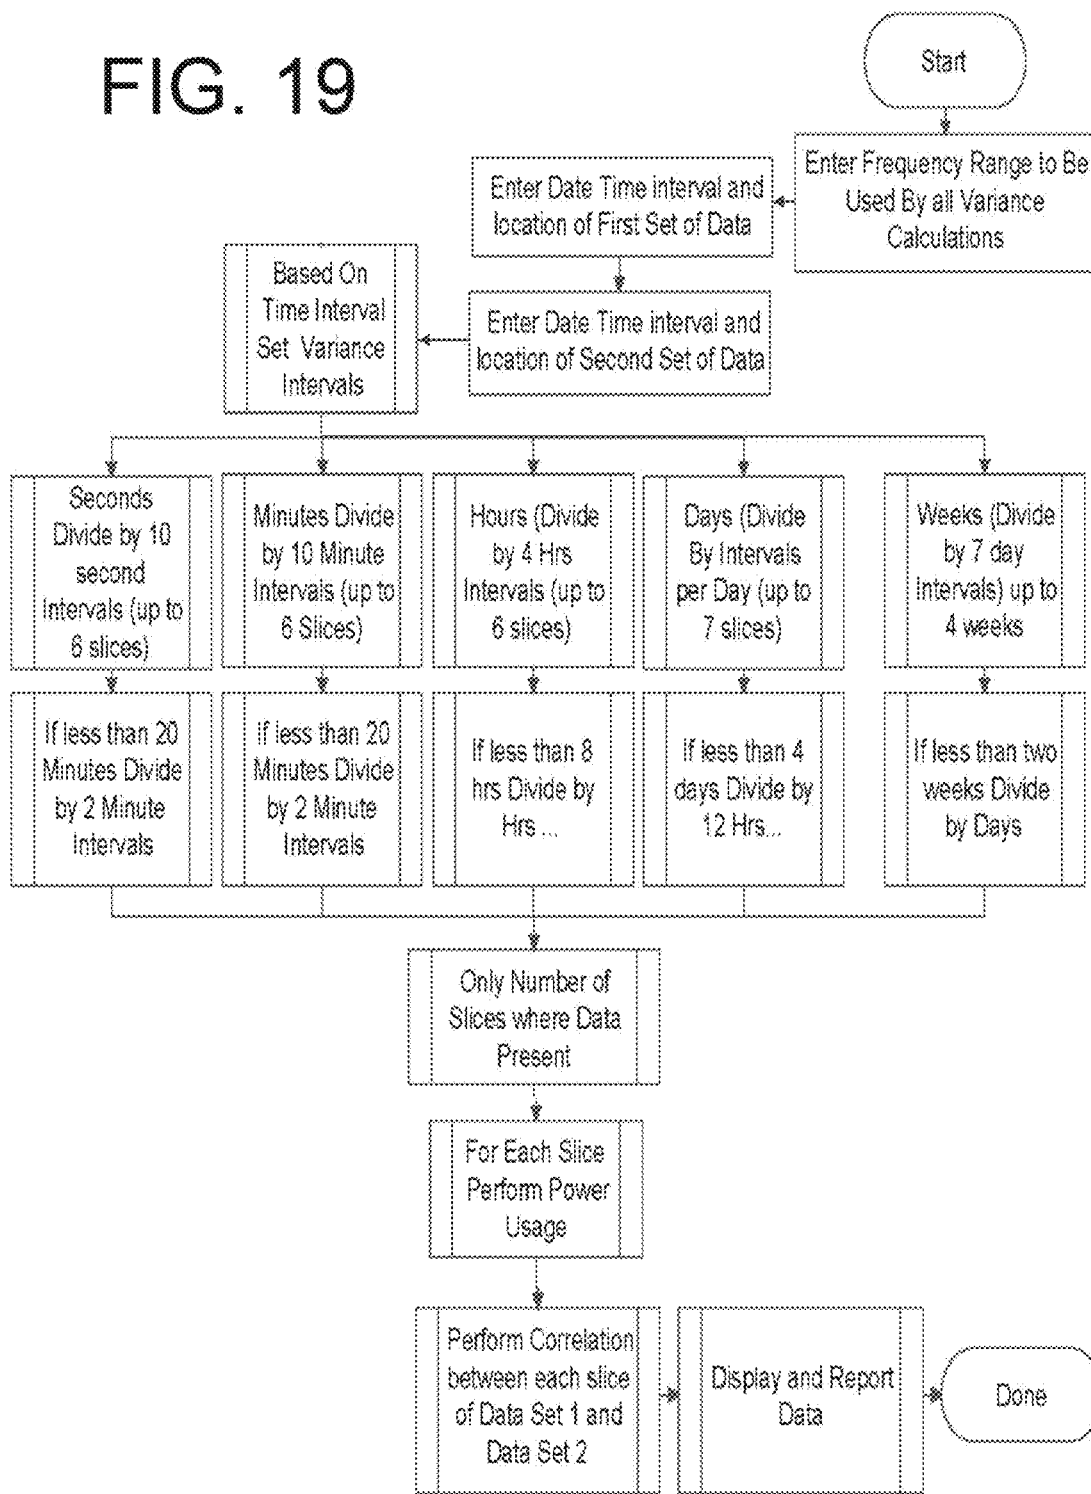 FIG. 19
Start
Enter Frequency Range to Be
Used By all Variance
Calculations
Enter Date Time interval and
location of First Set of Data
Enter Date Time interval and
location of Second Set of Data
Based On
Time Interval
Set Variance
Intervals
Seconds
Divide by 10
second
Intervals (up to
6 slices)
Minutes Divide
by 10 Minute
Intervals (up to
6 Slices)
Hours (Divide
by 4 Hrs
Intervals (up to
6 slices)
Days (Divide
By Intervals
per Day (up to
7 slices)
Weeks (Divide
by 7 day
Intervals) up to
4 weeks
If less than 20
Minutes Divide
by 2 Minute
Intervals
If less than 20
Minutes Divide
by 2 Minute
Intervals
If less than 8
hrs Divide by
Hrs ...
If less than 4
days Divide by
12 Hrs...
If less than two
weeks Divide
by Days
Only Number of
Slices where Data
Present
For Each Slice
Perform Power
Usage
Perform Correlation
between each slice
of Data Set 1 and
Data Set 2
Display and Report
Data
Done